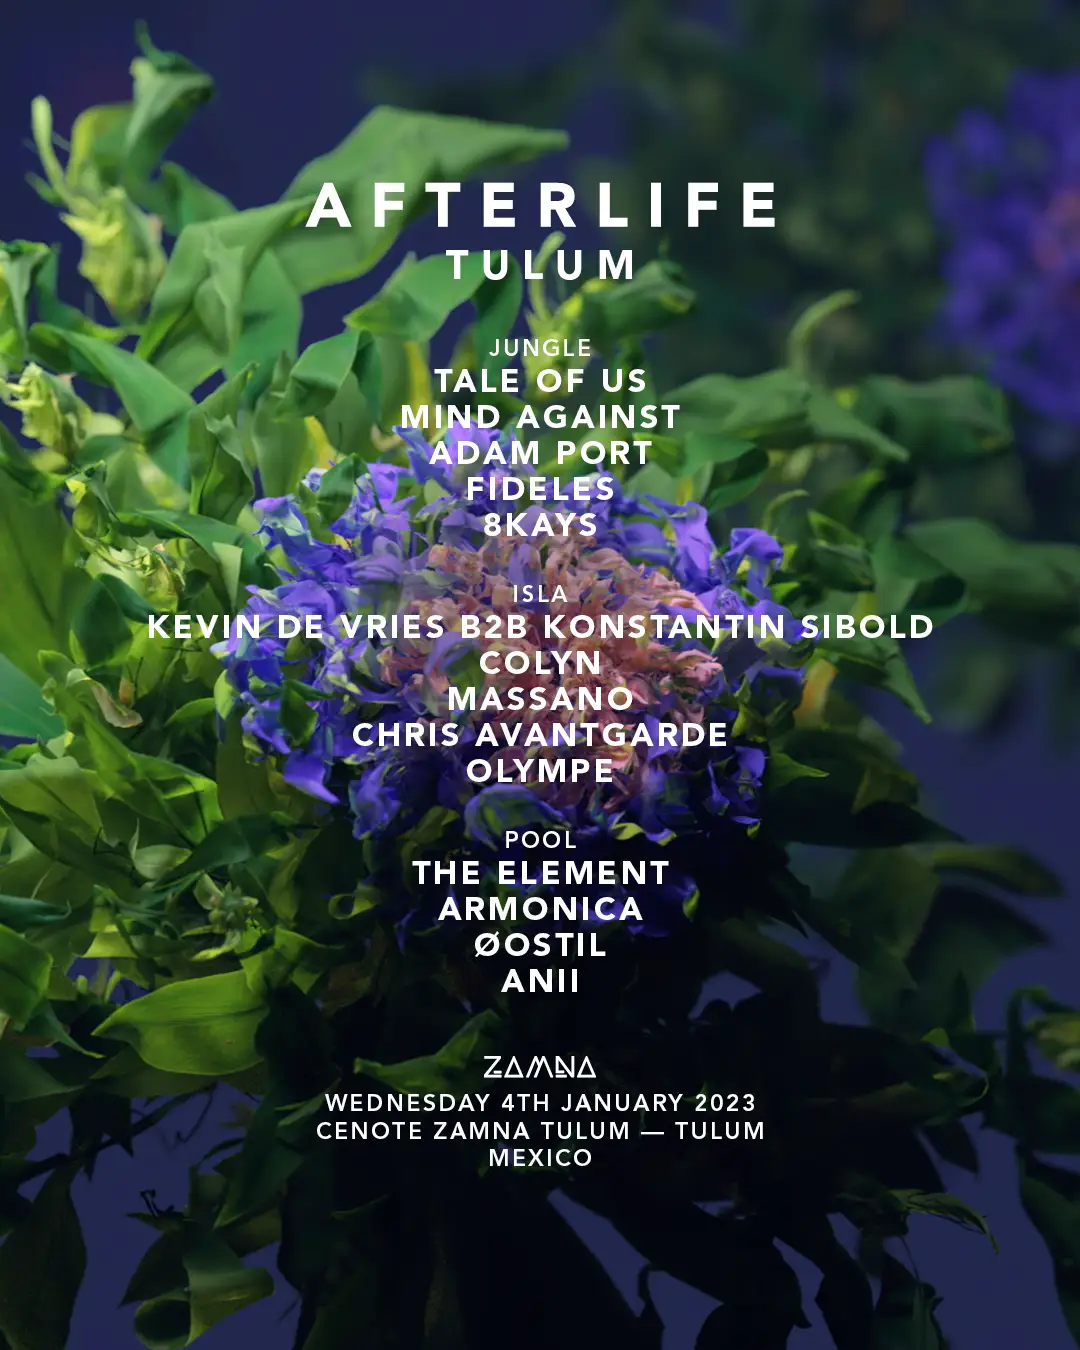 AFTERLIFE
TULUM
JUNGLE
TALE OF US
MIND AGAINST
ADAM PORT
FIDELES
8KAYS
ISLA
KEVIN DE VRIES B2B KONSTANTIN SIBOLD
COLYN
MASSANO
CHRIS AVANTGARDE
OLYMPE
POOL
THE ELEMENT
ARMONICA
ØOSTIL
ANII
ZAMNA
WEDNESDAY 4TH JANUARY 2023
CENOTE ZAMNA TULUM — TULUM
MEXICO